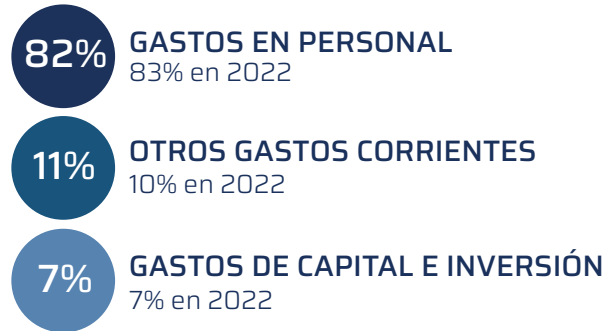 82% GASTOS EN PERSONAL
83% en 2022
11% OTROS GASTOS CORRIENTES
10% en 2022
7% GASTOS DE CAPITAL E INVERSIÓN
7% en 2022